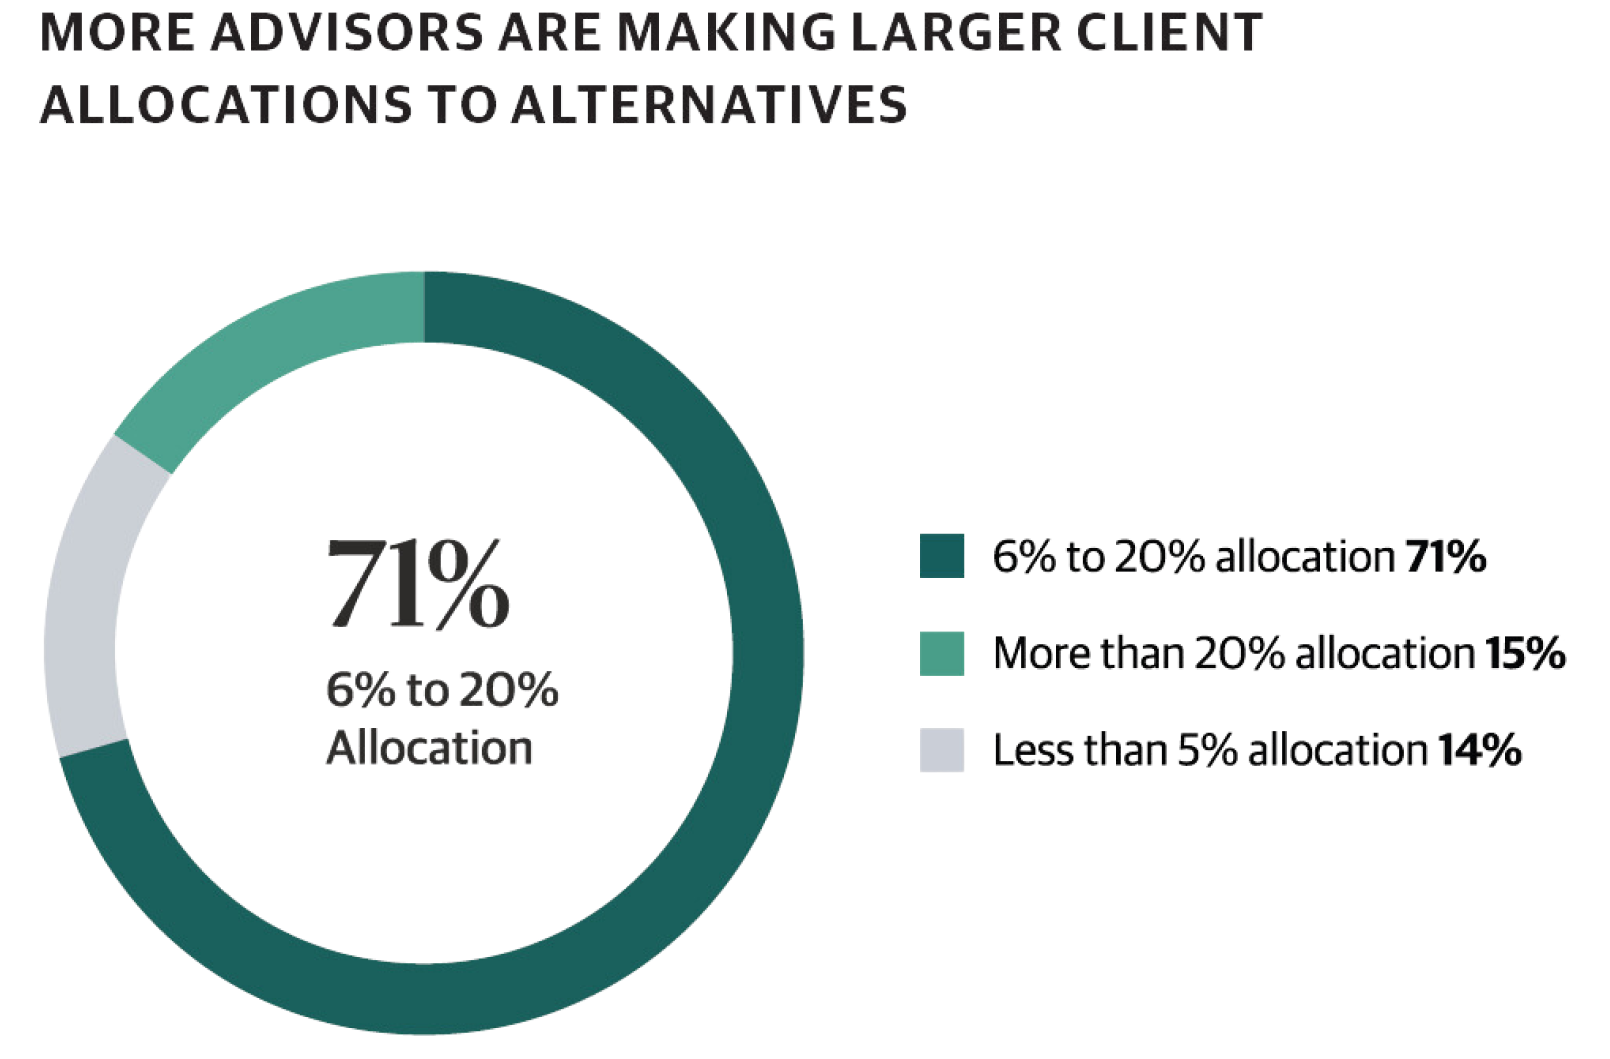 MORE ADVISORS ARE MAKING LARGER CLIENT
ALLOCATIONS TO ALTERNATIVES
71%
6% to 20%
Allocation
6% to 20% allocation 71%
More than 20% allocation 15%
Less than 5% allocation 14%